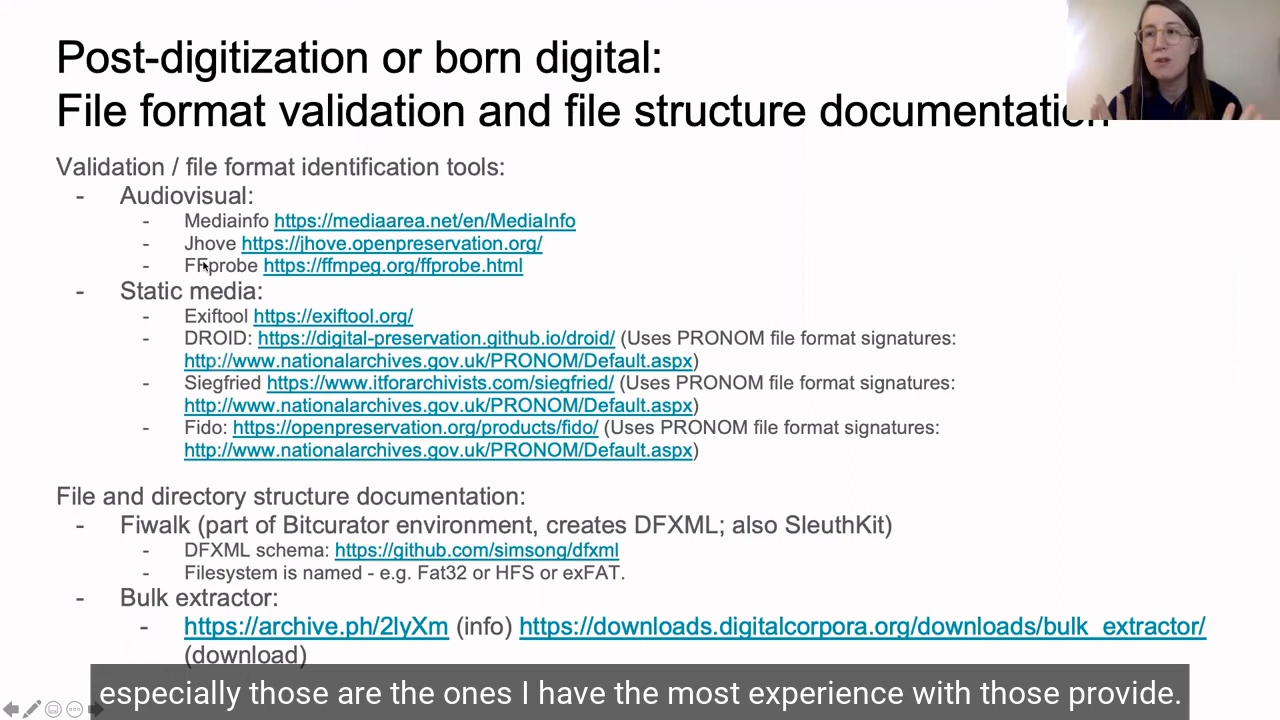 Post-digitization or born digital:
File format validation and file structure documentation
Validation / file format identification tools:
- Audiovisual:
- Mediainfo https://mediaarea.net/en/MediaInfo
- Jhove https://jhove.openpreservation.org/
- FFprobe https://ffmpeg.org/ffprobe.html
- Static media:
- Exiftool https://exiftool.org/
- DROID: https://digital-preservation.github.io/droid/ (Uses PRONOM file format signatures:
http://www.nationalarchives.gov.uk/PRONOM/Default.aspx)
- Siegfried https://www.itforarchivists.com/siegfried/ (Uses PRONOM file format signatures:
http://www.nationalarchives.gov.uk/PRONOM/Default.aspx)
- Fido: https://openpreservation.org/products/fido/ (Uses PRONOM file format signatures:
http://www.nationalarchives.gov.uk/PRONOM/Default.aspx)
File and directory structure documentation:
- Fiwalk (part of Bitcurator environment, creates DFXML; also SleuthKit)
- DFXML schema: https://github.com/simsong/dfxml
- Filesystem is named - e.g. Fat32 or HFS or exFAT.
- Bulk extractor:
- https://archive.ph/2lyXm (info) https://downloads.digitalcorpora.org/downloads/bulk_extractor/
(download)
especially those are the ones I have the most experience with those provide.